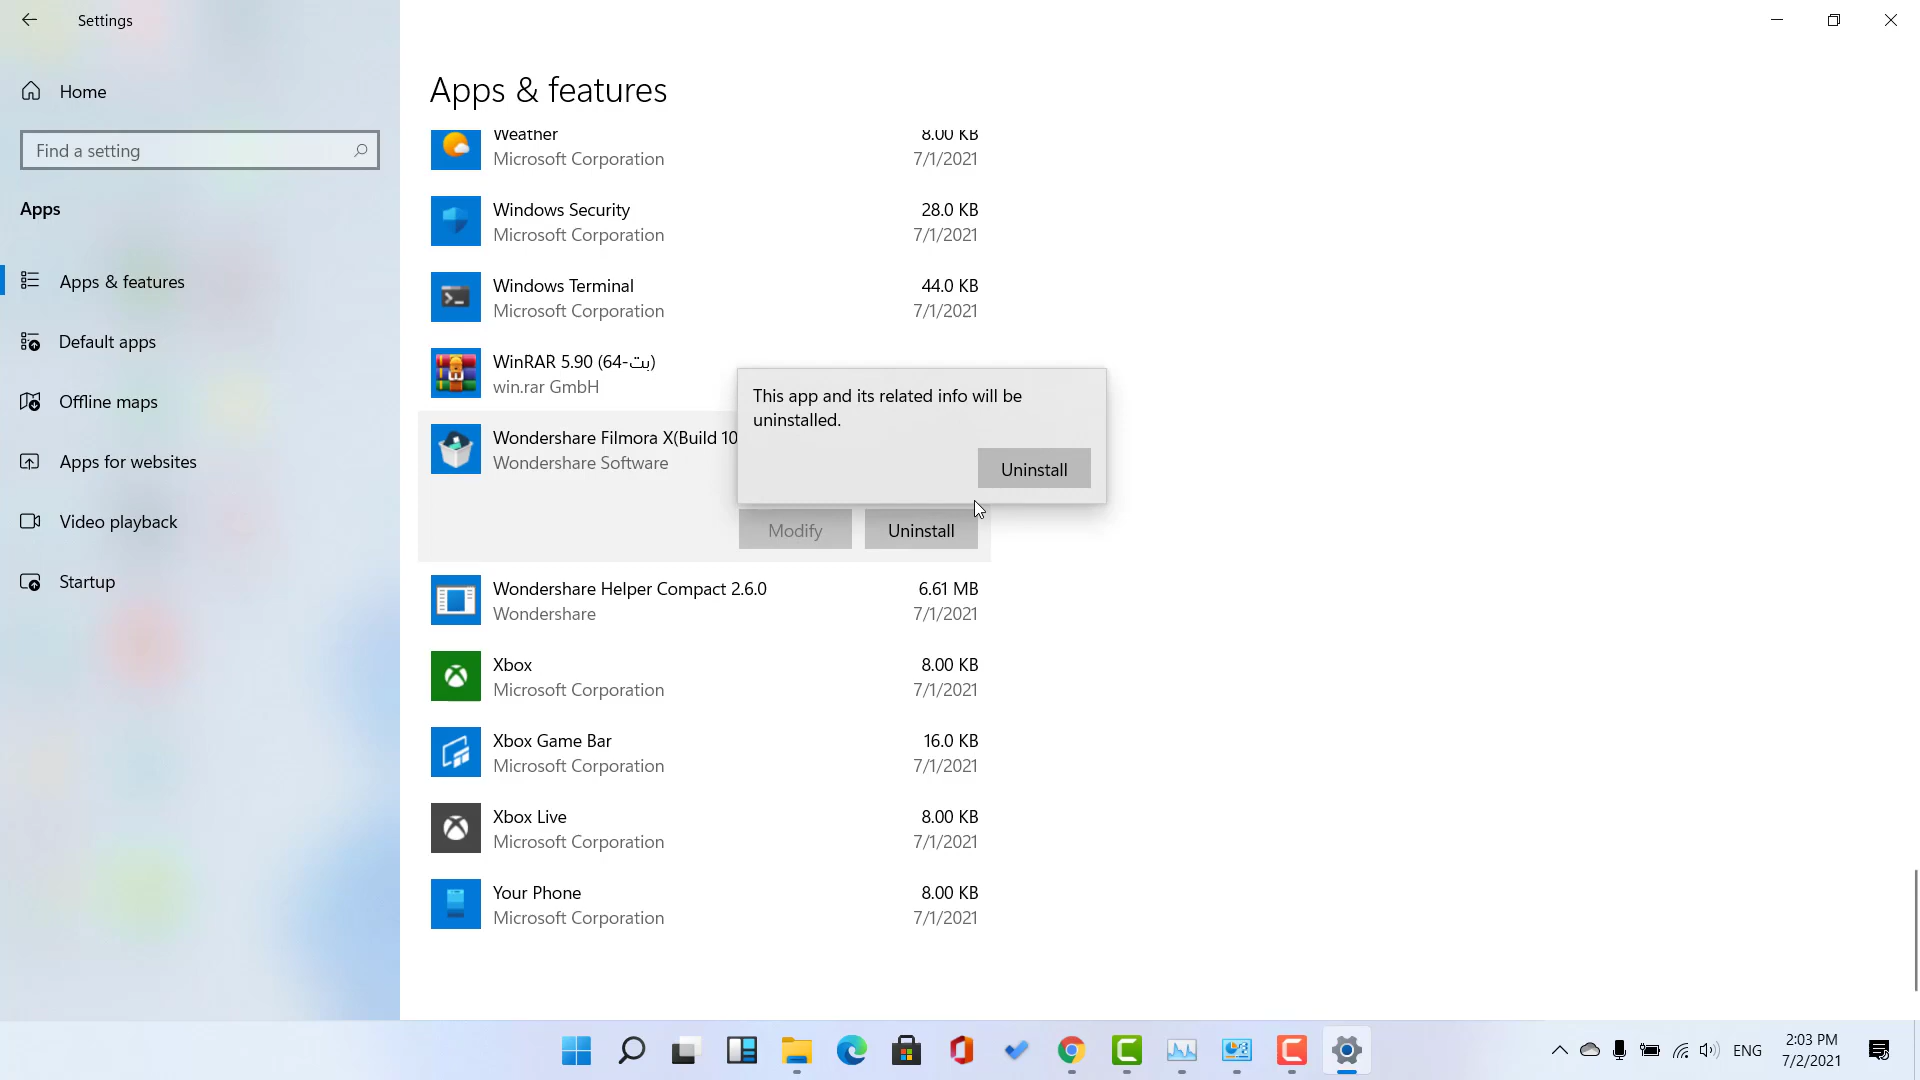 Settings
Home
Find a setting
Apps
Apps & features
Default apps
Offline maps
Apps for websites
Video playback
Startup
Apps & features
Weather 8.00 KB
Microsoft Corporation 7/1/2021
Windows Security 28.0 KB
Microsoft Corporation 7/1/2021
Windows Terminal 44.0 KB
Microsoft Corporation 7/1/2021
WinRAR 5.90 (64-بت)
win.rar GmbH
Wondershare Filmora X(Build 10
Wondershare Software
This app and its related info will be
uninstalled.
Uninstall
Modify Uninstall
Wondershare Helper Compact 2.6.0 6.61 MB
Wondershare 7/1/2021
Xbox 8.00 KB
Microsoft Corporation 7/1/2021
Xbox Game Bar 16.0 KB
Microsoft Corporation 7/1/2021
Xbox Live 8.00 KB
Microsoft Corporation 7/1/2021
Your Phone 8.00 KB
Microsoft Corporation 7/1/2021
ENG
2:03 PM
7/2/2021